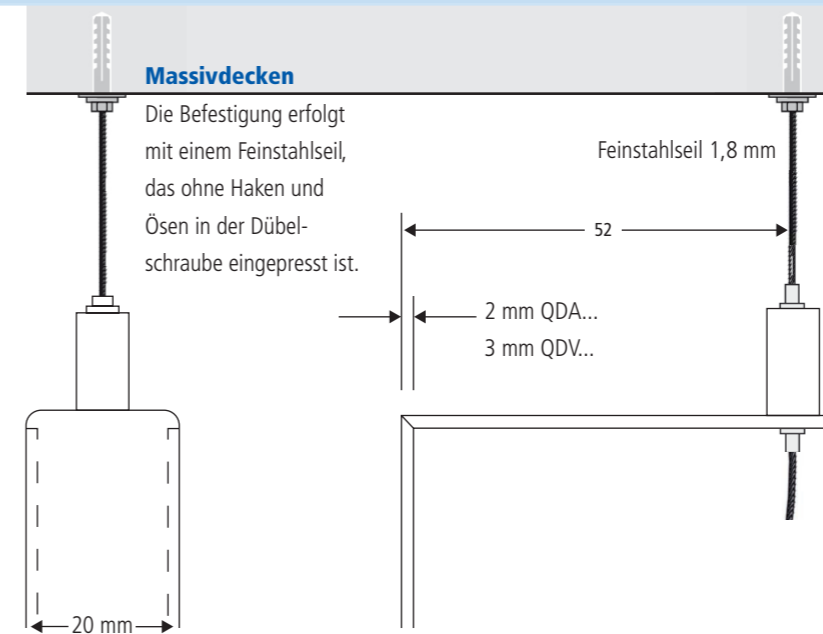 Massivdecken
Die Befestigung erfolgt
mit einem Feinstahlseil,
das ohne Haken und
Ösen in der Dübel-
schraube eingepresst ist.
Feinstahlseil 1,8 mm
52
2 mm QDA...
3 mm QDV...
20 mm